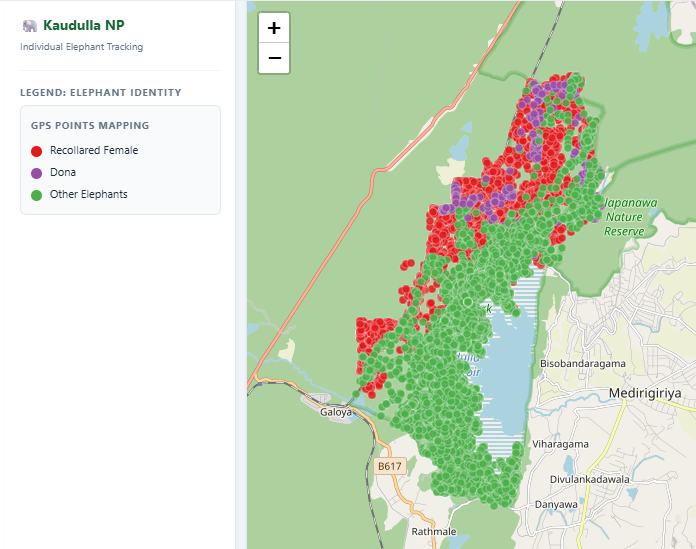 Kaudulla NP
Individual Elephant Tracking
LEGEND: ELEPHANT IDENTITY
GPS POINTS MAPPING
Recollared Female
Dona
Other Elephants
+
−
Japanawa
Nature
Reserve
k
Bisobandaragama
Medirigiriya
Galoya
Viharagama
B617
Divulankadawala
Danyawa
Rathmale